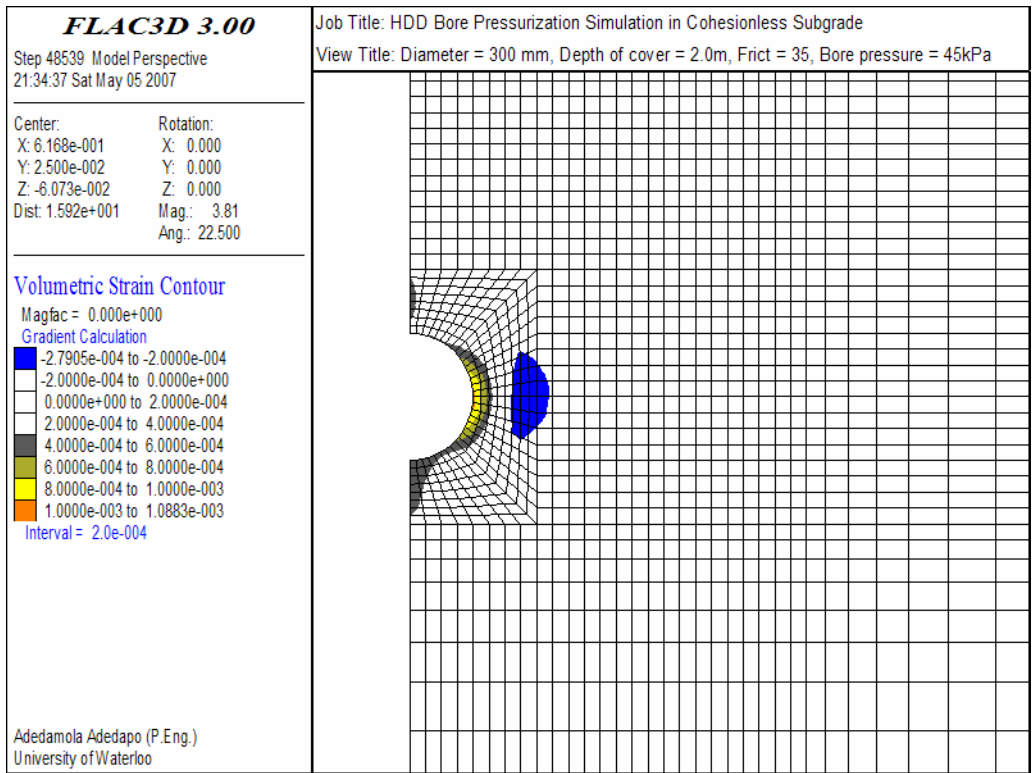 FLAC3D 3.00
Step 48539 Model Perspective
21:34:37 Sat May 05 2007
Center:
X: 6.168e-001
Y: 2.500e-002
Z: -6.073e-002
Dist: 1.592e+001
Rotation:
X: 0.000
Y: 0.000
Z: 0.000
Mag.: 3.81
Ang.: 22.500
Volumetric Strain Contour
Magfac = 0.000e+000
Gradient Calculation
-2.7905e-004 to -2.0000e-004
-2.0000e-004 to 0.0000e+000
0.0000e+000 to 2.0000e-004
2.0000e-004 to 4.0000e-004
4.0000e-004 to 6.0000e-004
6.0000e-004 to 8.0000e-004
8.0000e-004 to 1.0000e-003
1.0000e-003 to 1.0883e-003
Interval = 2.0e-004
Adedamola Adedapo (P.Eng.)
University of Waterloo
Job Title: HDD Bore Pressurization Simulation in Cohesionless Subgrade
View Title: Diameter = 300 mm, Depth of cover = 2.0m, Frict = 35, Bore pressure = 45kPa